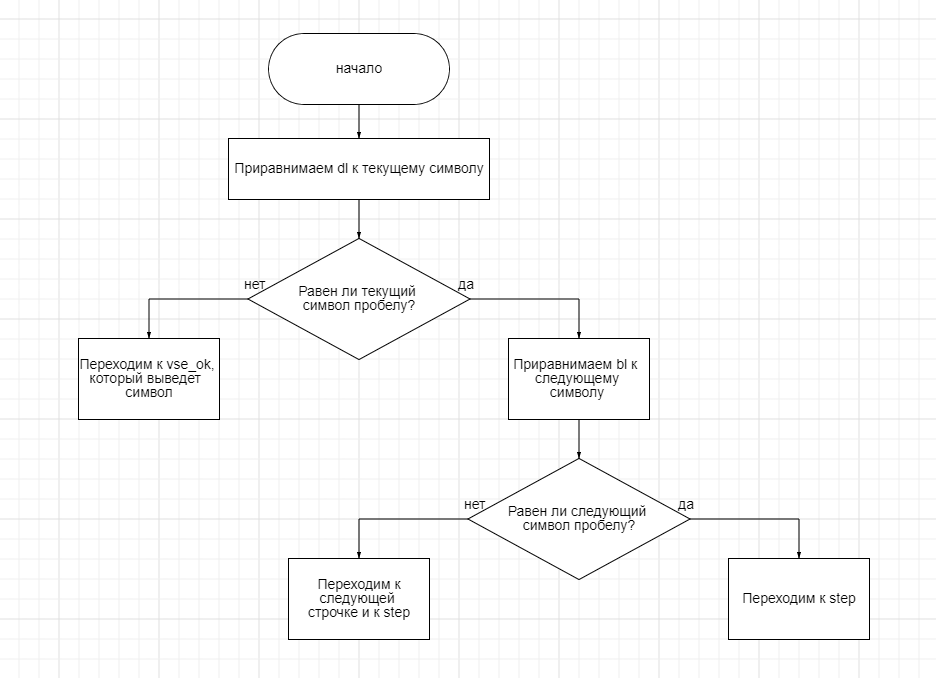 начало
Приравнимаем dl к текущему символу
нет
да
Равен ли текущий
символ пробелу?
Переходим к vse_ok,
который выведет
символ
Приравнимаем bl к
следующему
символу
нет
да
Равен ли следующий
символ пробелу?
Переходим к
следующей
строчке и к step
Переходим к step